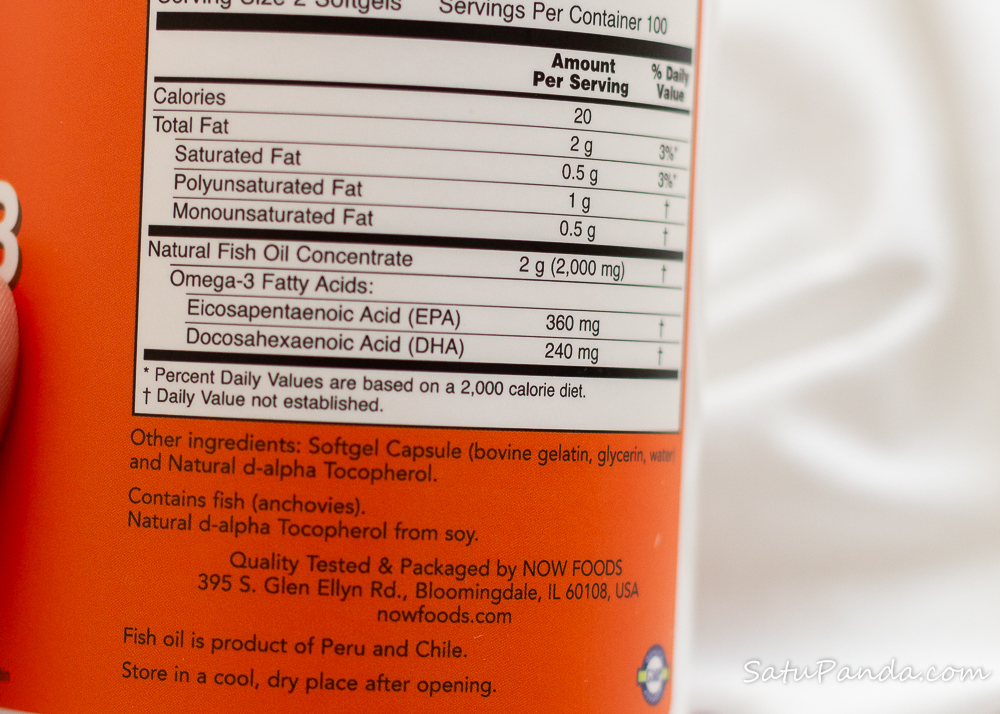 Serving Size 2 Softgels Servings Per Container 100
Amount Per Serving % Daily Value
Calories 20
Total Fat 2 g 3%*
Saturated Fat 0.5 g 3%*
Polyunsaturated Fat 1 g †
Monounsaturated Fat 0.5 g †
Natural Fish Oil Concentrate 2 g (2,000 mg) †
Omega-3 Fatty Acids:
Eicosapentaenoic Acid (EPA) 360 mg †
Docosahexaenoic Acid (DHA) 240 mg †
* Percent Daily Values are based on a 2,000 calorie diet.
† Daily Value not established.
Other ingredients: Softgel Capsule (bovine gelatin, glycerin, water)
and Natural d-alpha Tocopherol.
Contains fish (anchovies).
Natural d-alpha Tocopherol from soy.
Quality Tested & Packaged by NOW FOODS
395 S. Glen Ellyn Rd., Bloomingdale, IL 60108, USA
nowfoods.com
Fish oil is product of Peru and Chile.
Store in a cool, dry place after opening.
3
SatuPanda.com